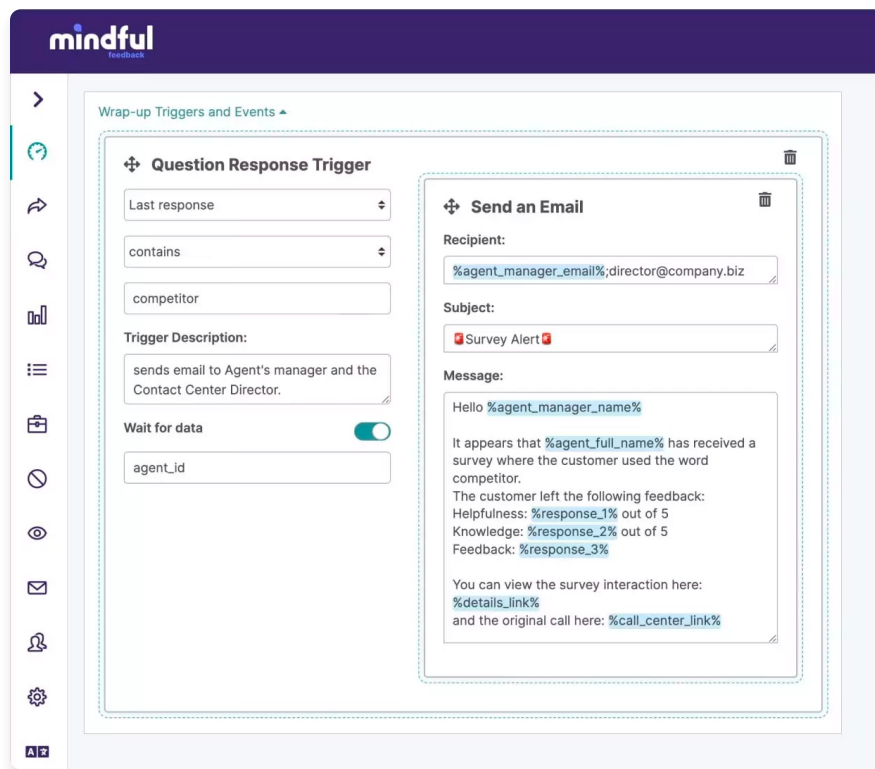 mindful
feedback
Wrap-up Triggers and Events
Question Response Trigger
Last response
contains
competitor
Trigger Description:
sends email to Agent's manager and the
Contact Center Director.
Wait for data
agent_id
Send an Email
Recipient:
%agent_manager_email%;director@company.biz
Subject:
🚨Survey Alert🚨
Message:
Hello %agent_manager_name%
It appears that %agent_full_name% has received a
survey where the customer used the word
competitor.
The customer left the following feedback:
Helpfulness: %response_1% out of 5
Knowledge: %response_2% out of 5
Feedback: %response_3%
You can view the survey interaction here:
%details_link%
and the original call here: %call_center_link%
A